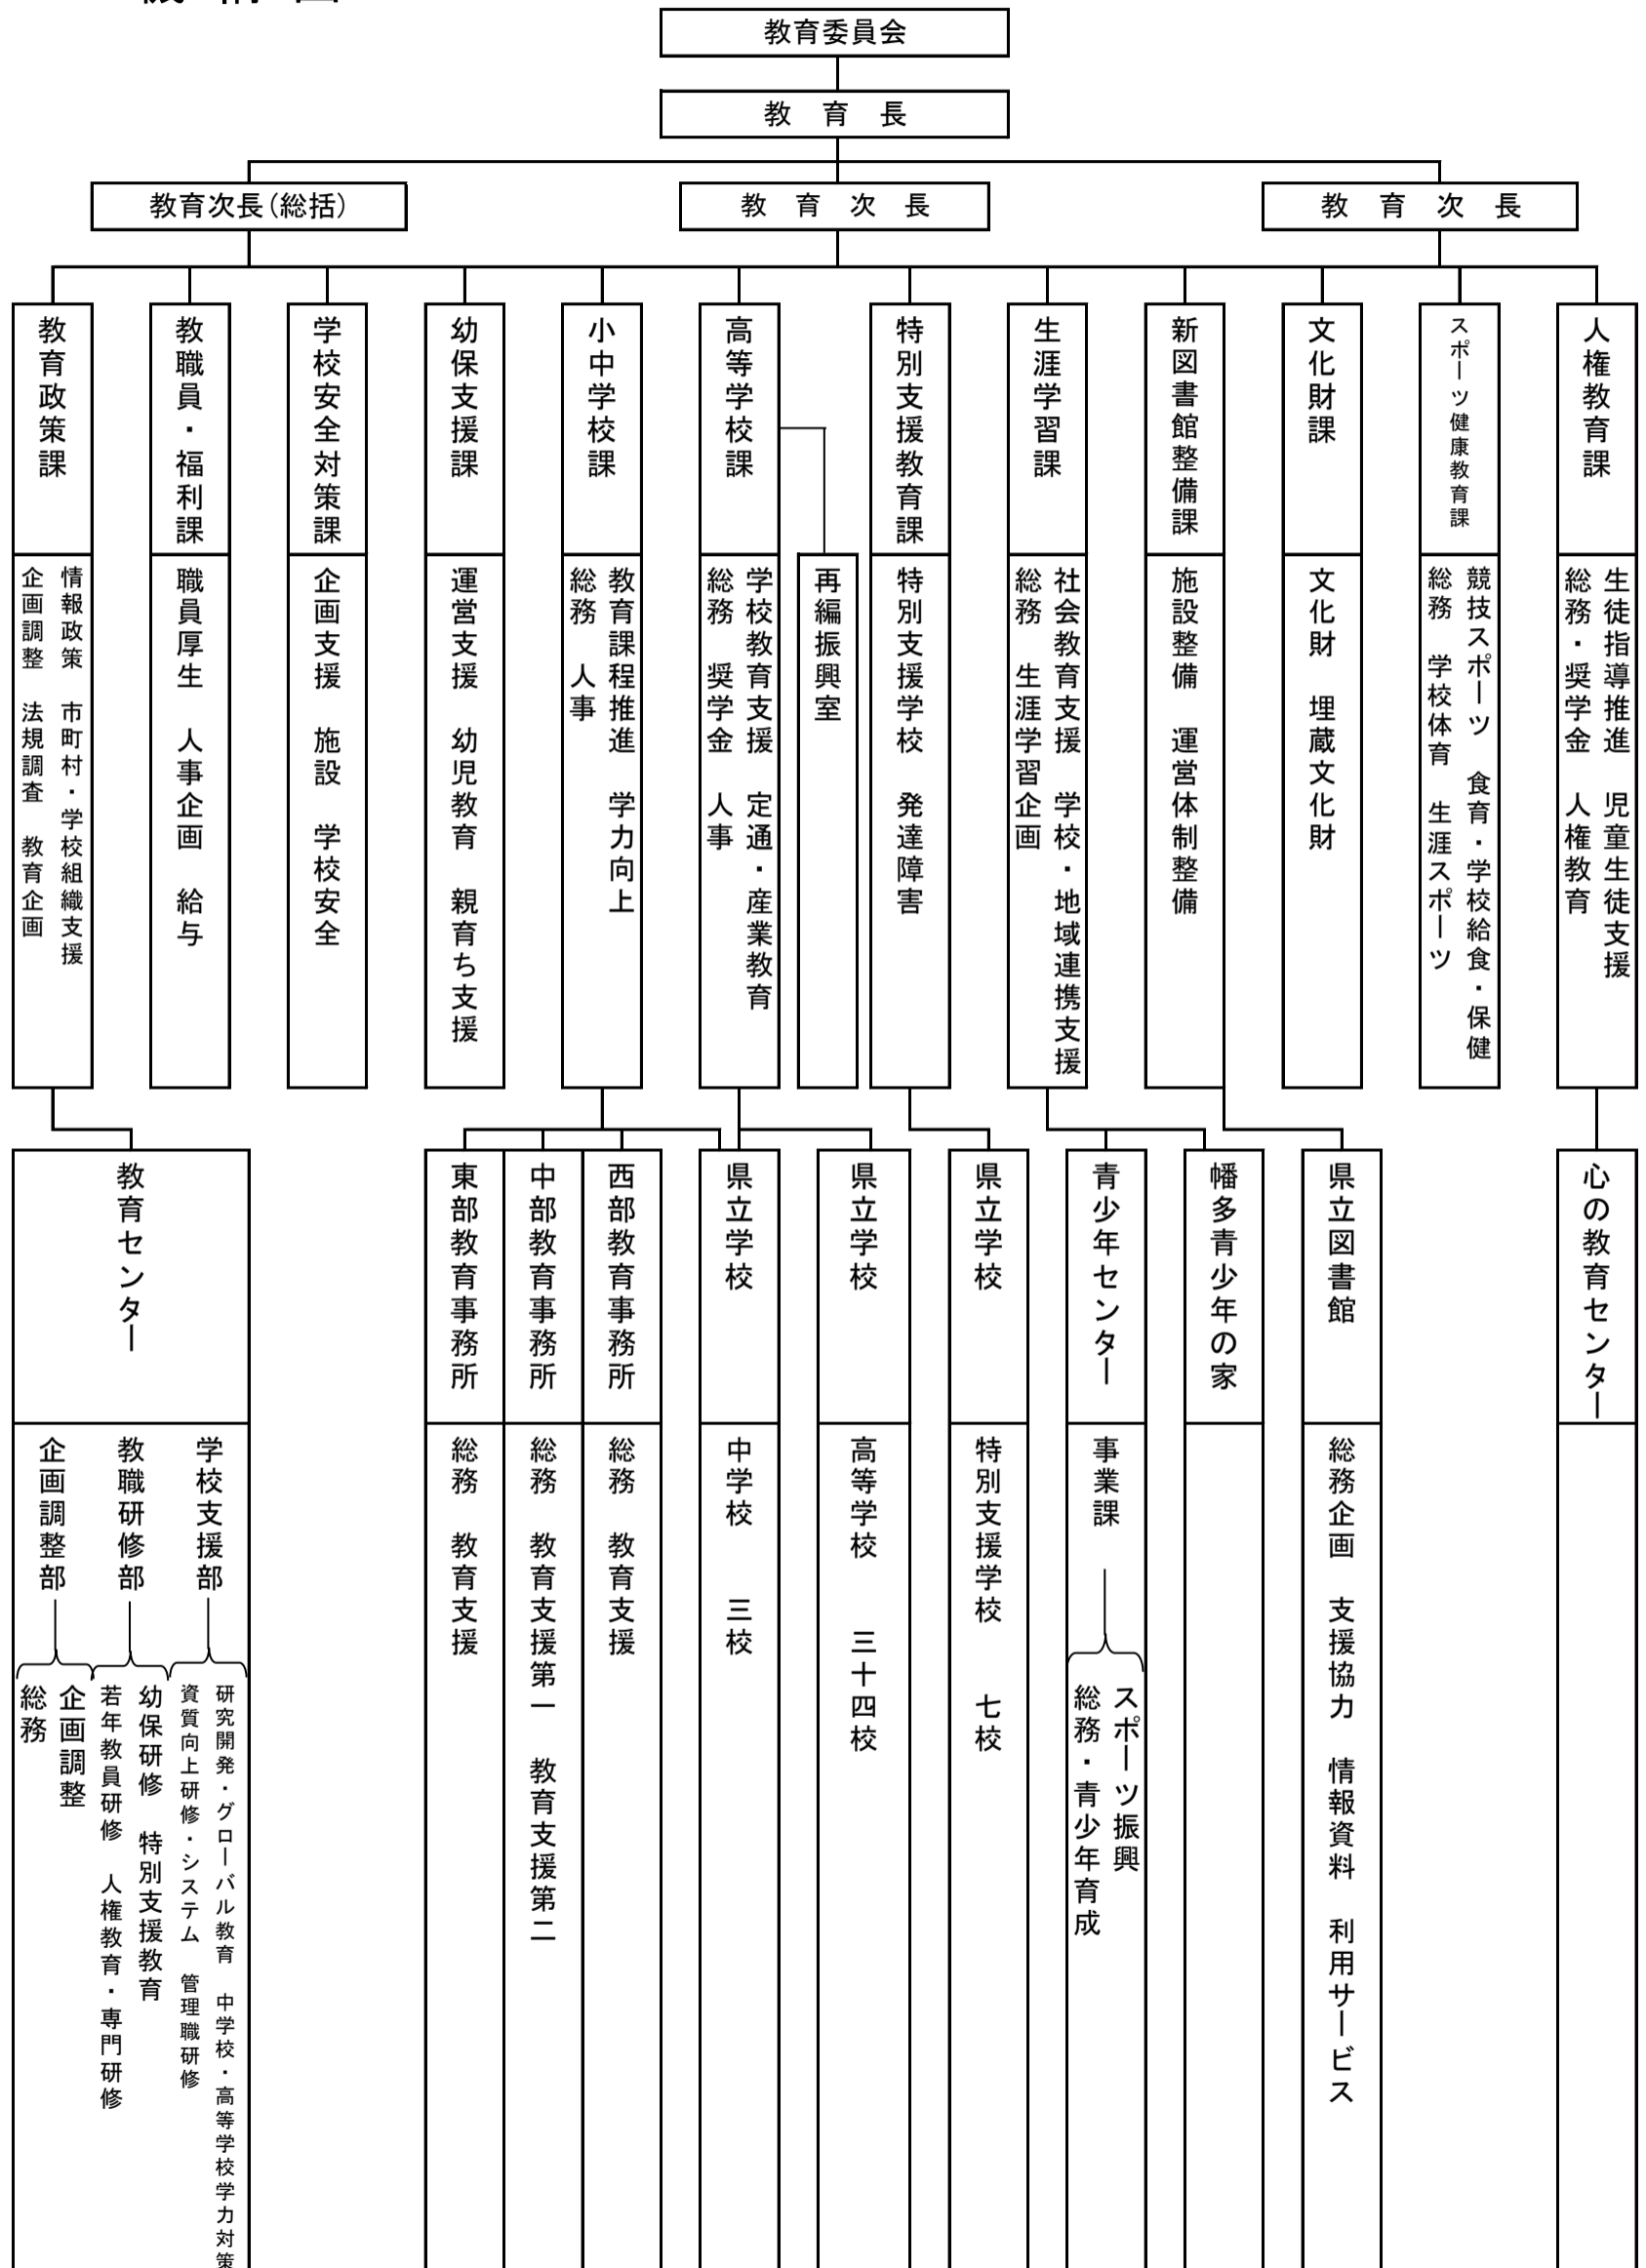 教育委員会
教　育　長
教育次長（総括）
教　育　次　長
教　育　次　長
教育政策課
教職員・福利課
学校安全対策課
幼保支援課
小中学校課
高等学校課
特別支援教育課
生涯学習課
新図書館整備課
文化財課
スポーツ健康教育課
人権教育課
情報政策　市町村・学校組織支援
企画調整　法規調査　教育企画
職員厚生　人事企画　給与
企画支援　施設　学校安全
運営支援　幼児教育　親育ち支援
教育課程推進　学力向上
総務　人事
学校教育支援　定通・産業教育
総務　奨学金　人事
再編振興室
特別支援学校　発達障害
社会教育支援　学校・地域連携支援
総務　生涯学習企画
施設整備　運営体制整備
文化財　埋蔵文化財
競技スポーツ　食育・学校給食・保健
総務　学校体育　生涯スポーツ
生徒指導推進　児童生徒支援
総務・奨学金　人権教育
教育センター
東部教育事務所
中部教育事務所
西部教育事務所
県立学校
県立学校
県立学校
青少年センター
幡多青少年の家
県立図書館
心の教育センター
学校支援部
教職研修部
企画調整部
研究開発・グローバル教育　中学校・高等学校学力対策
資質向上研修・システム　管理職研修
幼保研修　特別支援教育
若年教員研修　人権教育・専門研修
企画調整
総務
総務　教育支援
総務　教育支援第一　教育支援第二
総務　教育支援
中学校　三校
高等学校　三十四校
特別支援学校　七校
事業課
スポーツ振興
総務・青少年育成
総務企画　支援協力　情報資料　利用サービス